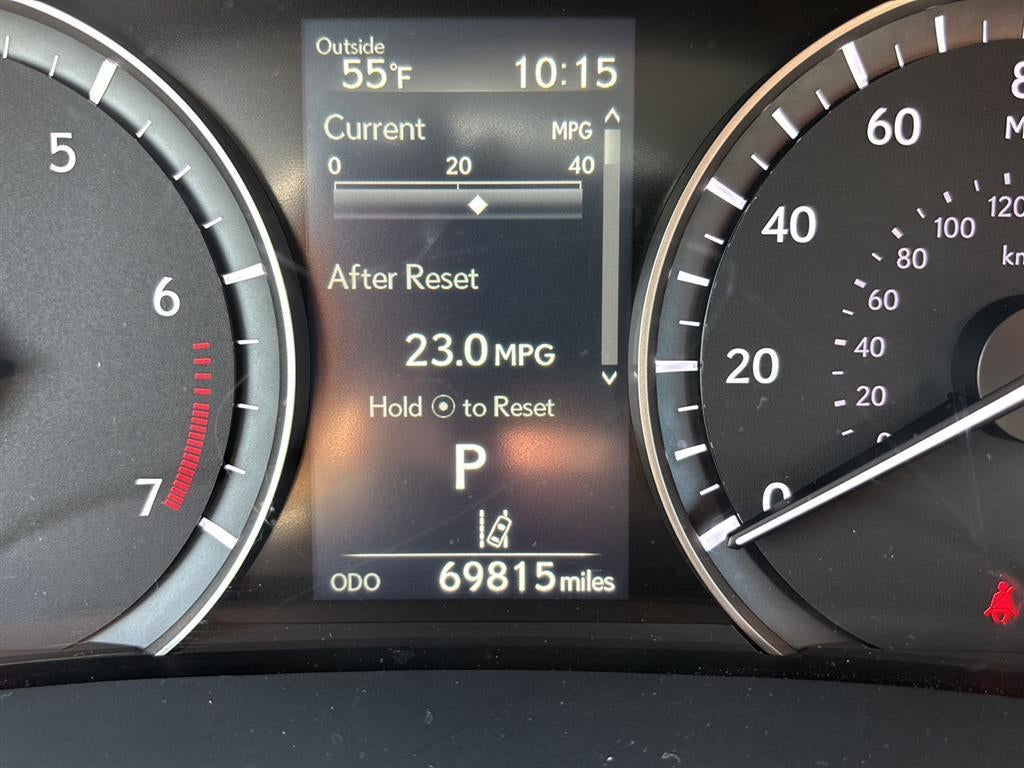 Outside
55°F 10:15
Current MPG
0 20 40
After Reset
23.0 MPG
Hold ⊙ to Reset
P
ODO 69815 miles
5
6
7
0
20
40
60
0
20
40
60
80
100
120